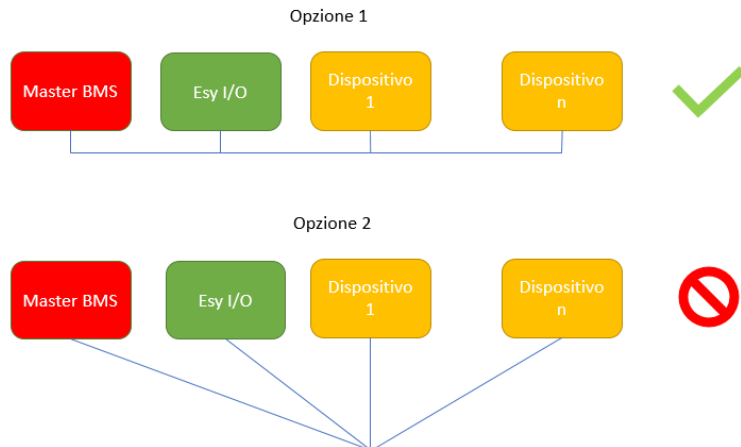 Opzione 1
Master BMS
Esy I/O
Dispositivo
1
Dispositivo
n
Opzione 2
Master BMS
Esy I/O
Dispositivo
1
Dispositivo
n